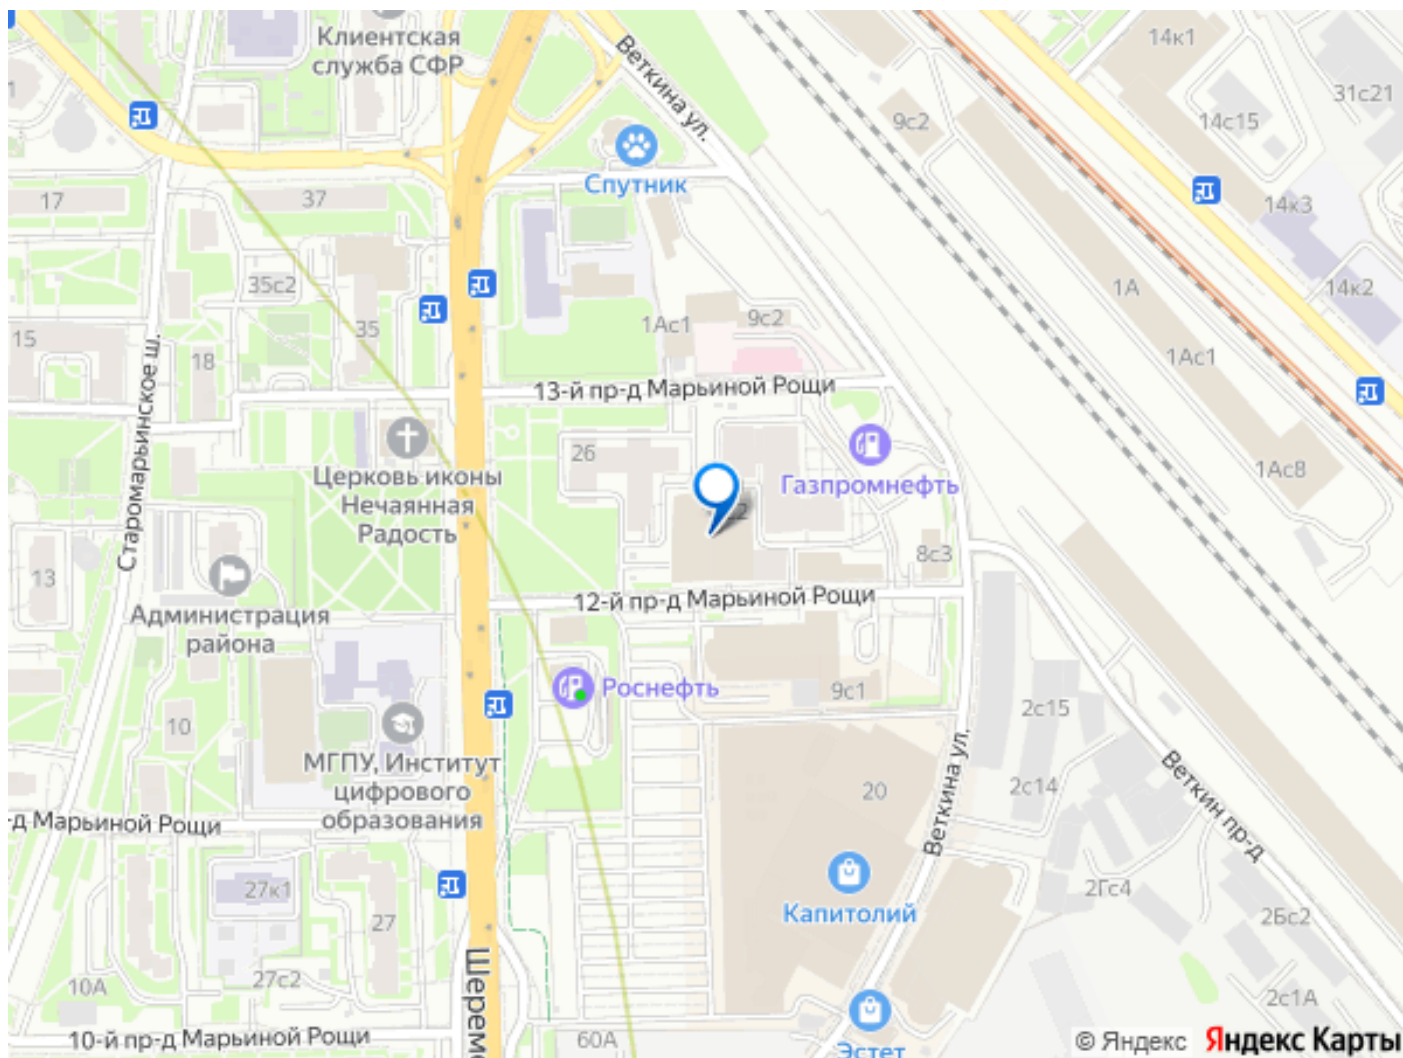 Клиентская
служба СФР
Веткина ул.
14к1
31с21
9с2
14с15
Спутник
17
37
14к3
35с2
1А
14к2
15
18
35
1Ас1
9с2
1Ас1
13-й пр-д Марьиной Рощи
Старомарьинское ш.
26
Церковь иконы
Нечаянная
Радость
Газпромнефть
1Ас8
8с3
13
Администрация
района
12-й пр-д Марьиной Рощи
Роснефть
9с1
10
2с15
МГПУ, Институт
цифрового
образования
20
2с14
Веткина ул.
Веткин пр-д
-д Марьиной Рощи
27к1
27
Капитолий
2Гс4
2Бс2
Шерем
10А
27с2
2с1А
10-й пр-д Марьиной Рощи
60А
Эстет
© Яндекс Яндекс Карты